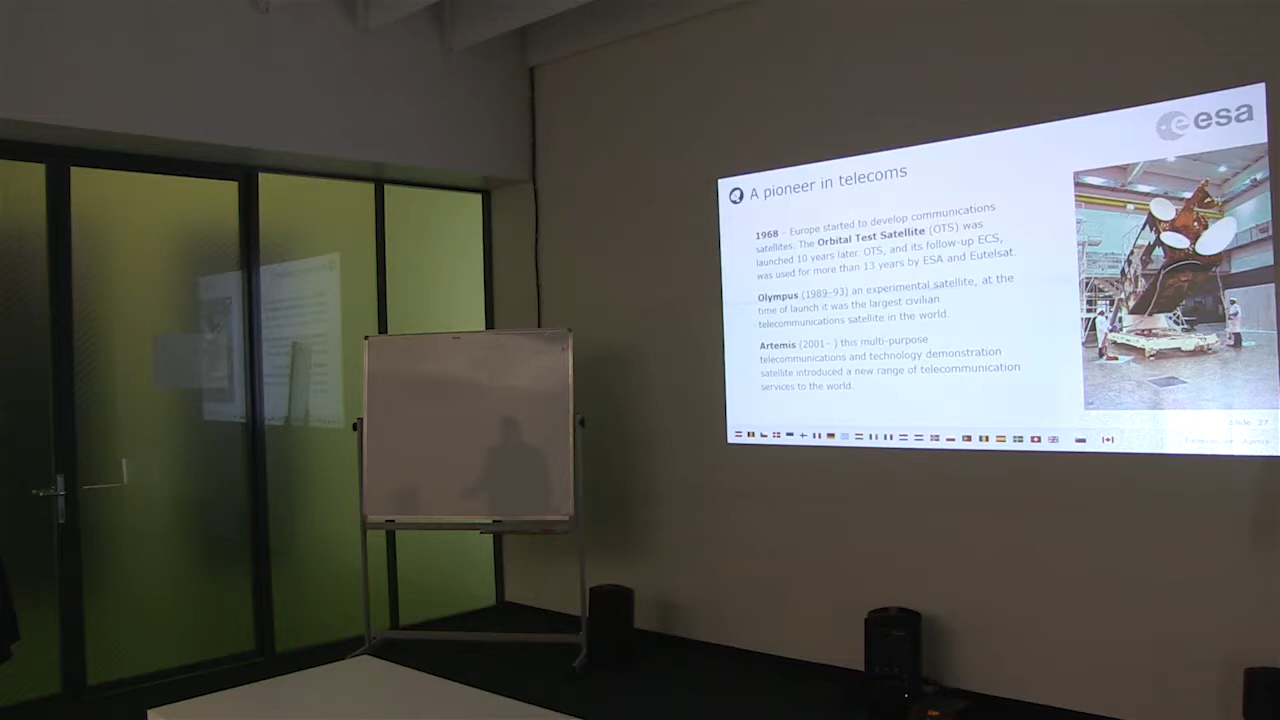 esa
A pioneer in telecoms
1968 – Europe started to develop communications
satellites. The Orbital Test Satellite (OTS) was
launched 10 years later. OTS, and its follow-up ECS,
was used for more than 13 years by ESA and Eutelsat.
Olympus (1989–93) an experimental satellite, at the
time of launch it was the largest civilian
telecommunications satellite in the world.
Artemis (2001– ) this multi-purpose
telecommunications and technology demonstration
satellite introduced a new range of telecommunication
services to the world.
Slide 27
European Agency